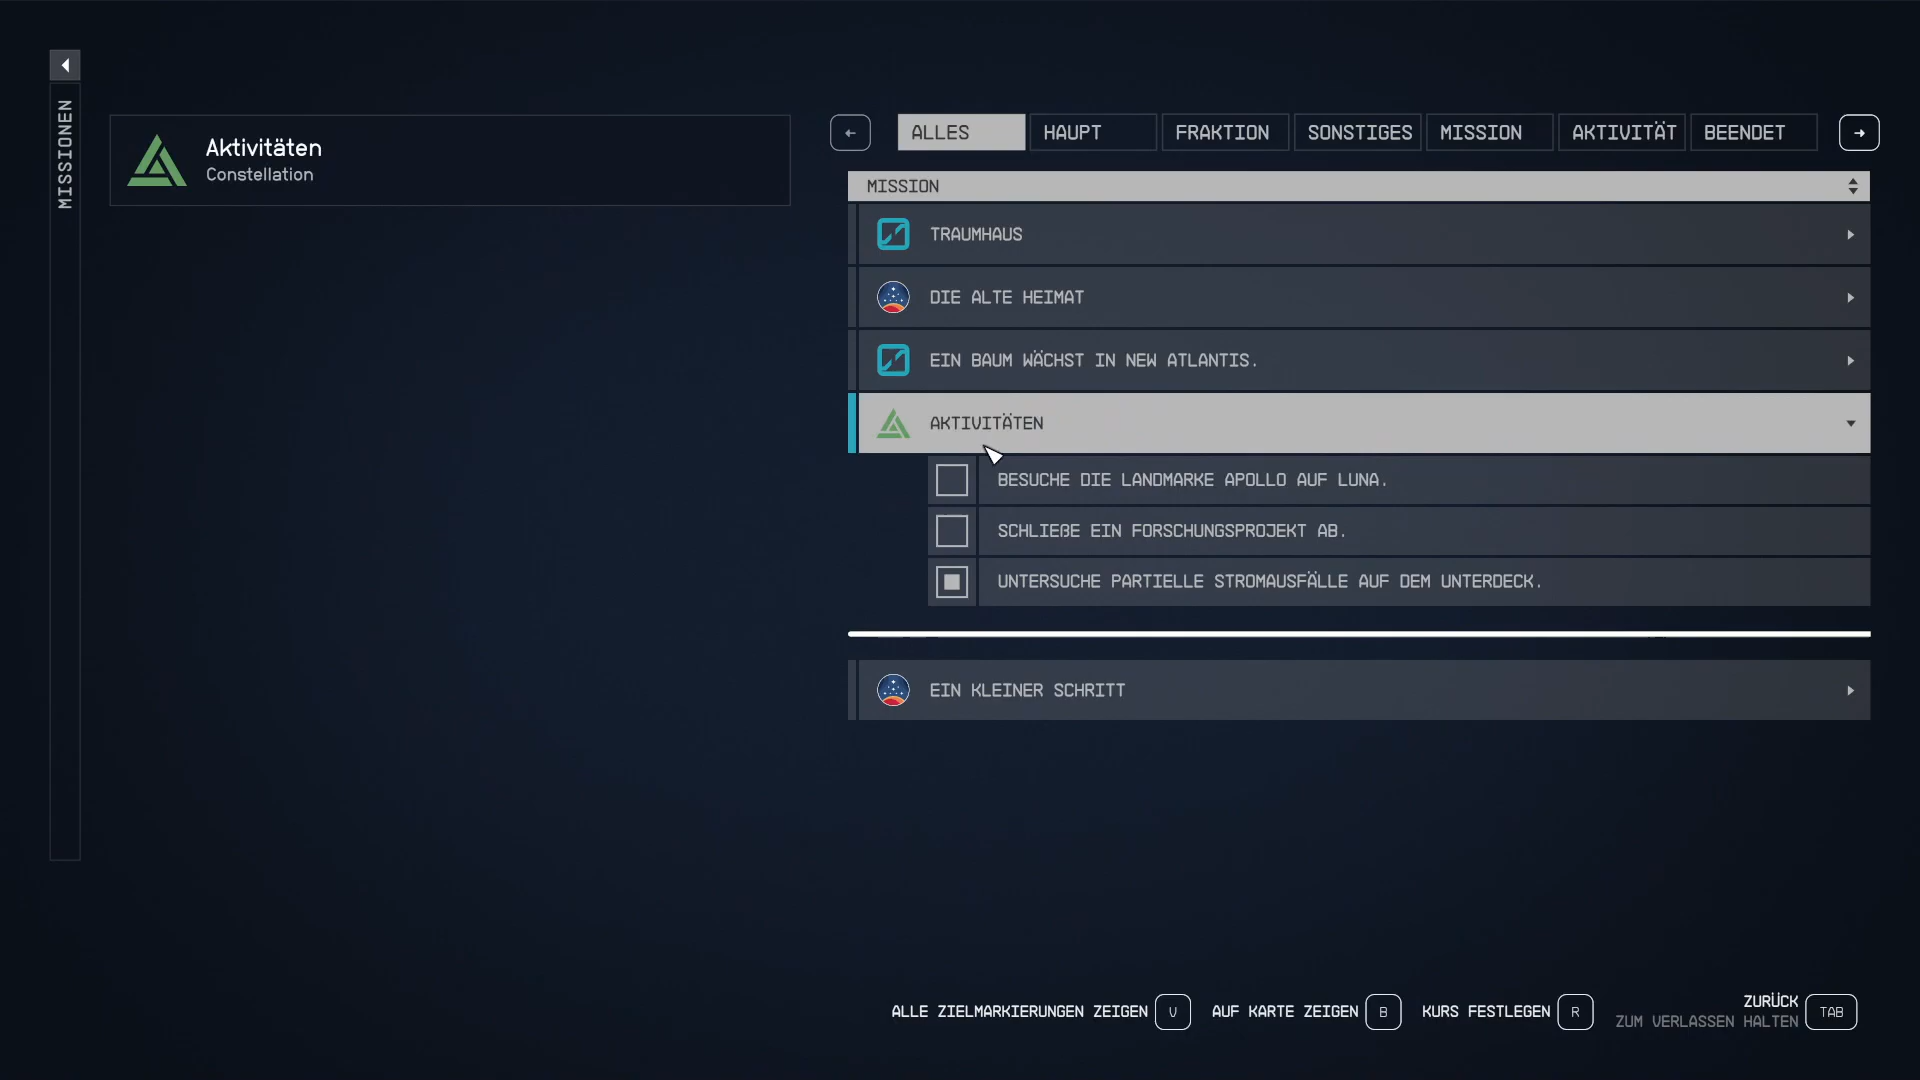 MISSIONEN
Aktivitäten
Constellation
ALLES
HAUPT
FRAKTION
SONSTIGES
MISSION
AKTIVITÄT
BEENDET
MISSION
TRAUMHAUS
DIE ALTE HEIMAT
EIN BAUM WÄCHST IN NEW ATLANTIS.
AKTIVITÄTEN
BESUCHE DIE LANDMARKE APOLLO AUF LUNA.
SCHLIEẞE EIN FORSCHUNGSPROJEKT AB.
UNTERSUCHE PARTIELLE STROMAUSFÄLLE AUF DEM UNTERDECK.
EIN KLEINER SCHRITT
ALLE ZIELMARKIERUNGEN ZEIGEN V
AUF KARTE ZEIGEN B
KURS FESTLEGEN R
ZURÜCK
ZUM VERLASSEN HALTEN TAB